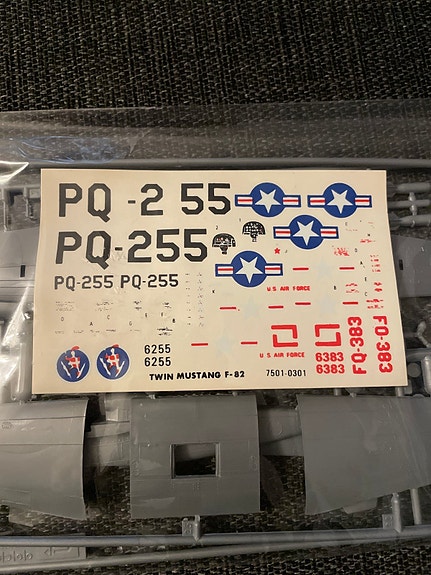 PQ -2 55
PQ-255
PQ-255 PQ-255
U.S AIR FORCE
U.S AIR FORCE
6255
6255
6383
6383
FQ-383
FQ-383
TWIN MUSTANG F-82 7501-0301